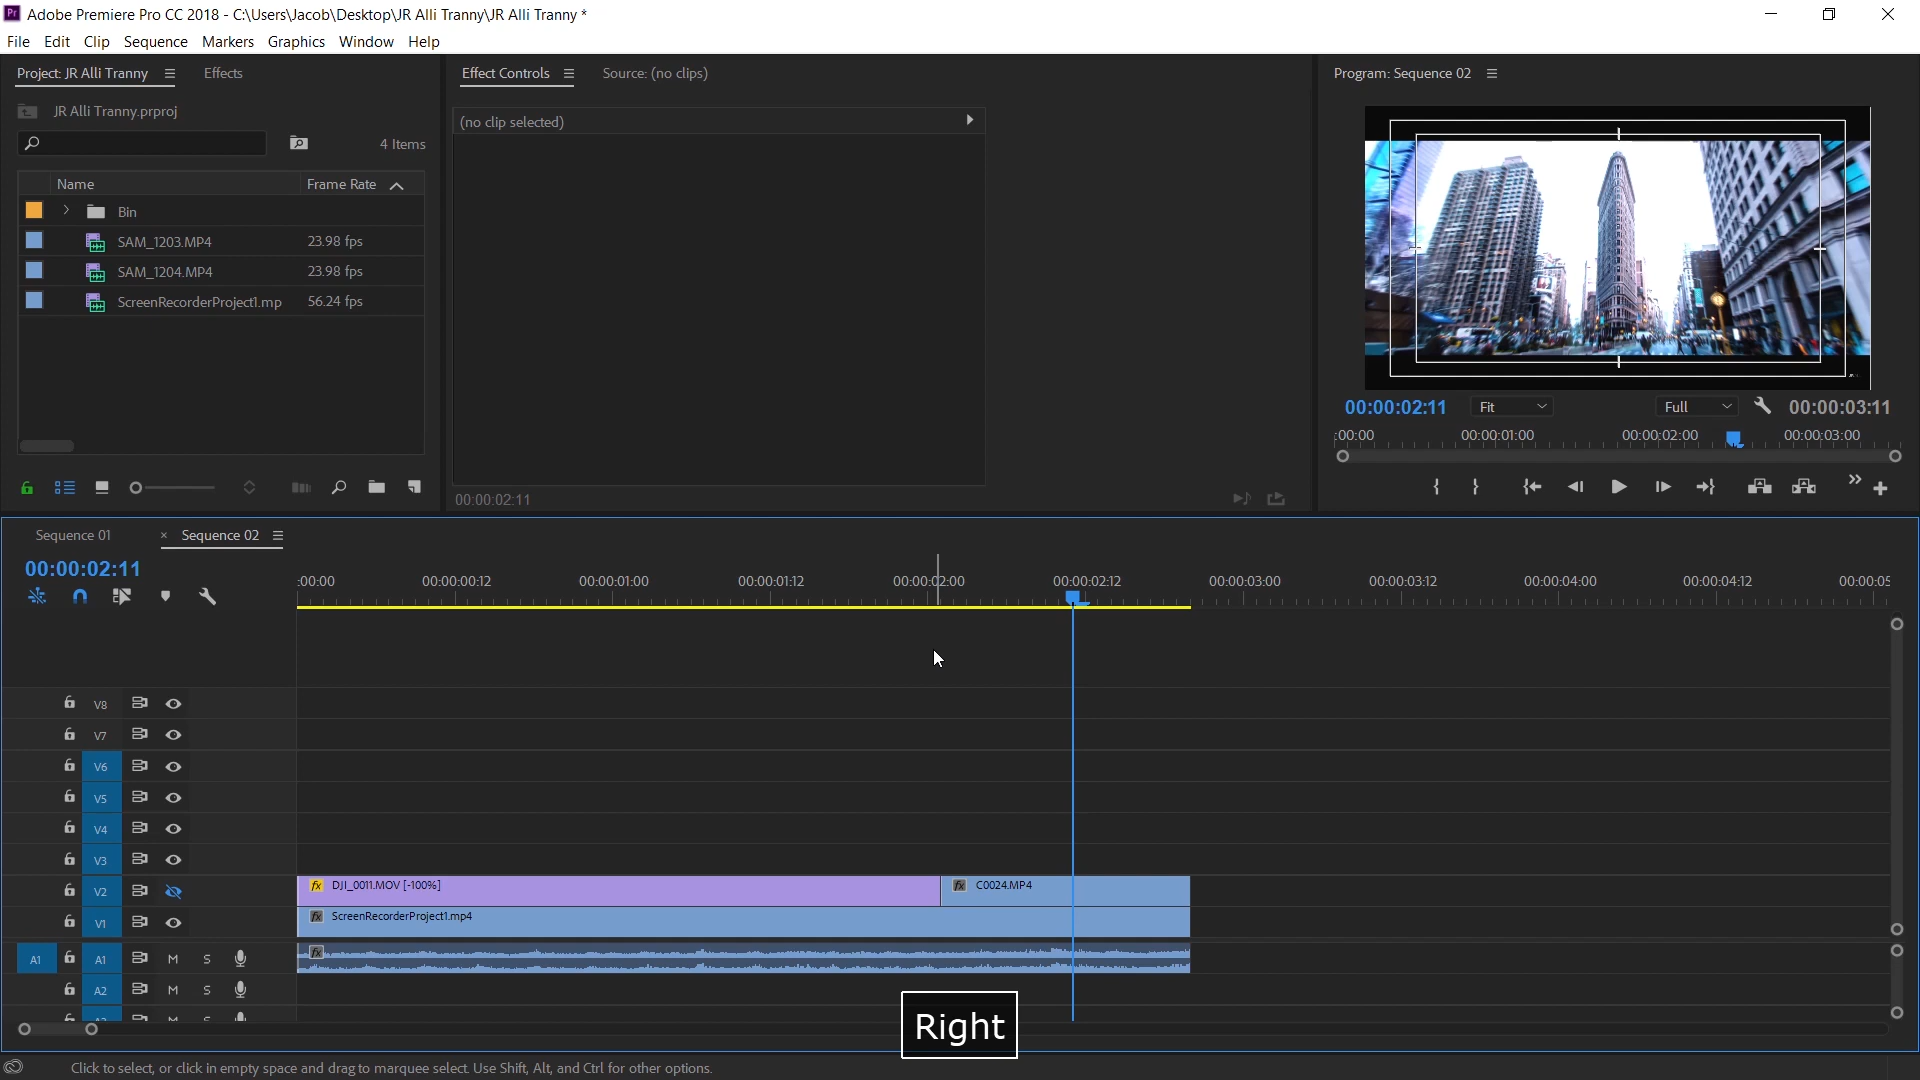 Adobe Premiere Pro CC 2018 - C:\Users\Jacob\Desktop\JR Alli Tranny\JR Alli Tranny *
File Edit Clip Sequence Markers Graphics Window Help
Project: JR Alli Tranny Effects
JR Alli Tranny.prproj
4 Items
Name Frame Rate
Bin
SAM_1203.MP4 23.98 fps
SAM_1204.MP4 23.98 fps
ScreenRecorderProject1.mp 56.24 fps
Effect Controls Source: (no clips)
(no clip selected)
00:00:02:11
Program: Sequence 02
00:00:02:11 Fit Full 00:00:03:11
:00:00 00:00:01:00 00:00:02:00 00:00:03:00
Sequence 01 × Sequence 02
00:00:02:11
:00:00 00:00:00:12 00:00:01:00 00:00:01:12 00:00:02:00 00:00:02:12 00:00:03:00 00:00:03:12 00:00:04:00 00:00:04:12 00:00:05
V8
V7
V6
V5
V4
V3
V2 fx DJI_0011.MOV [-100%] fx C0024.MP4
V1 fx ScreenRecorderProject1.mp4
A1 A1 M S fx
A2 M S
Right
Click to select, or click in empty space and drag to marquee select. Use Shift, Alt, and Ctrl for other options.